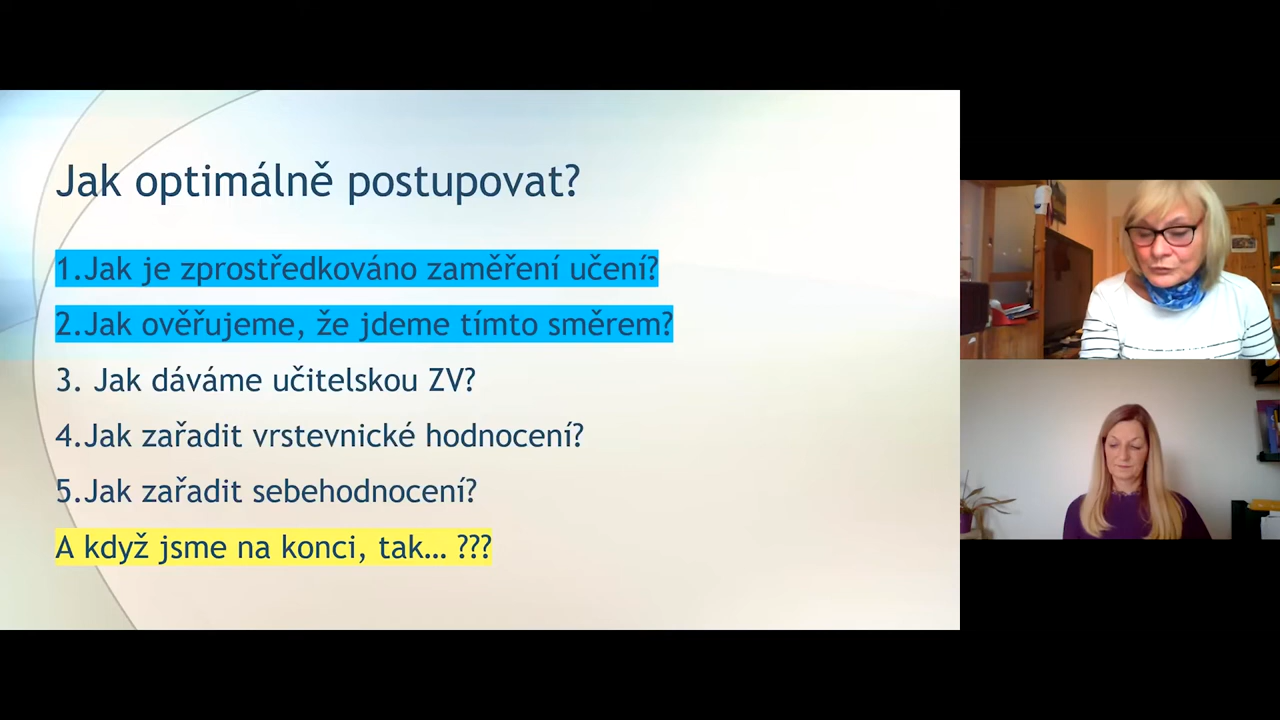 Jak optimálně postupovat?
1.Jak je zprostředkováno zaměření učení?
2.Jak ověřujeme, že jdeme tímto směrem?
3. Jak dáváme učitelskou ZV?
4.Jak zařadit vrstevnické hodnocení?
5.Jak zařadit sebehodnocení?
A když jsme na konci, tak… ???